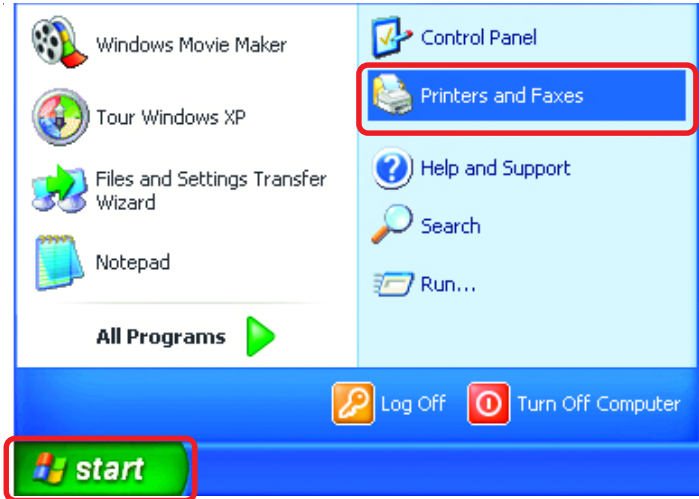 Windows Movie Maker
Tour Windows XP
Files and Settings Transfer
Wizard
Notepad
All Programs
Control Panel
Printers and Faxes
Help and Support
Search
Run...
Log Off
Turn Off Computer
start